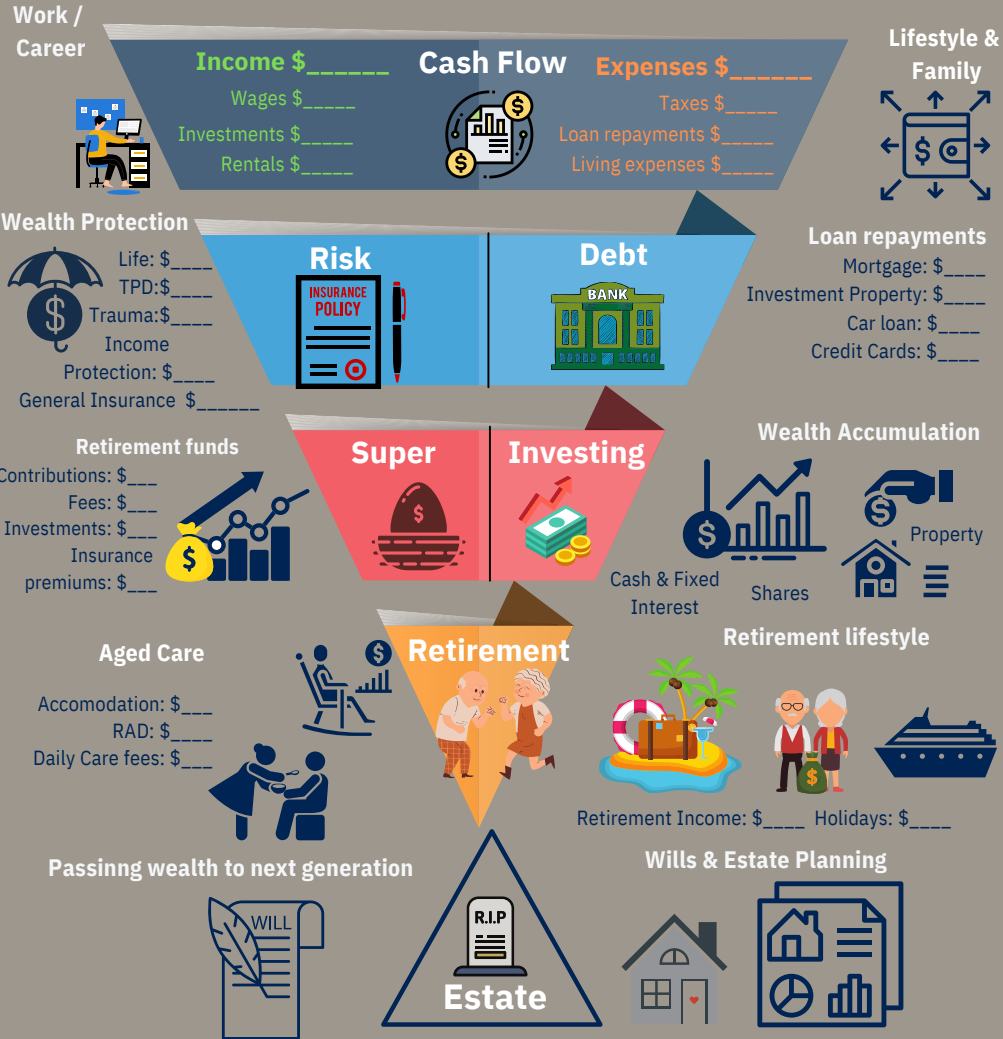 Work /
Career
Income $______
Wages $_____
Investments $_____
Rentals $_____
Cash Flow
Expenses $______
Taxes $_____
Loan repayments $_____
Living expenses $_____
Lifestyle &
Family
Wealth Protection
Life: $____
TPD:$____
Trauma:$____
Income
Protection: $____
General Insurance $______
Risk
INSURANCE
POLICY
Debt
BANK
Loan repayments
Mortgage: $____
Investment Property: $____
Car loan: $____
Credit Cards: $____
Retirement funds
Contributions: $___
Fees: $___
Investments: $___
Insurance
premiums: $___
Super
Investing
Wealth Accumulation
Cash & Fixed
Interest
Shares
Property
Aged Care
Accomodation: $___
RAD: $____
Daily Care fees: $___
Retirement
Retirement lifestyle
Retirement Income: $____ Holidays: $____
Passinng wealth to next generation
WILL
R.I.P
Estate
Wills & Estate Planning